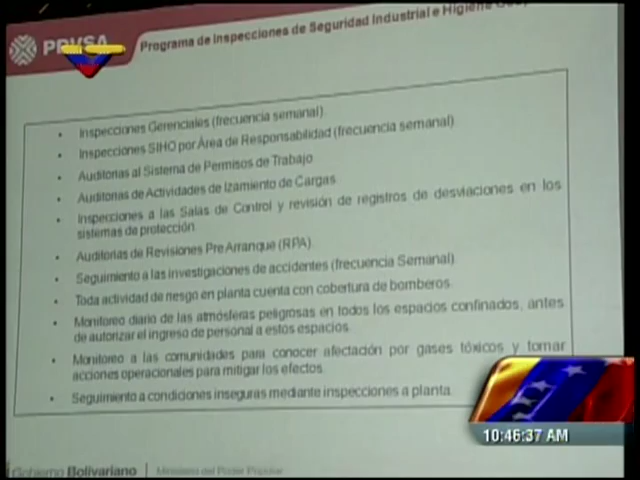 PDVSA
Programa de Inspecciones de Seguridad Industrial e Higiene
• Inspecciones Gerenciales (frecuencia semanal).
• Inspecciones SIHO por Área de Responsabilidad (frecuencia semanal).
• Auditorias al Sistema de Permisos de Trabajo
• Auditorias de Actividades de Izamiento de Cargas.
• Inspecciones a las Salas de Control y revisión de registros de desviaciones en los
sistemas de protección.
• Auditorias de Revisiones Pre Arranque (RPA).
• Seguimiento a las investigaciones de accidentes (frecuencia Semanal).
• Toda actividad de riesgo en planta cuenta con cobertura de bomberos.
• Monitoreo diario de las atmósferas peligrosas en todos los espacios confinados, antes
de autorizar el ingreso de personal a estos espacios.
• Monitoreo a las comunidades para conocer afectación por gases tóxicos y tomar
acciones operacionales para mitigar los efectos.
• Seguimiento a condiciones inseguras mediante inspecciones a planta.
10:46:37 AM
Gobierno Bolivariano
Ministerio del Poder Popular